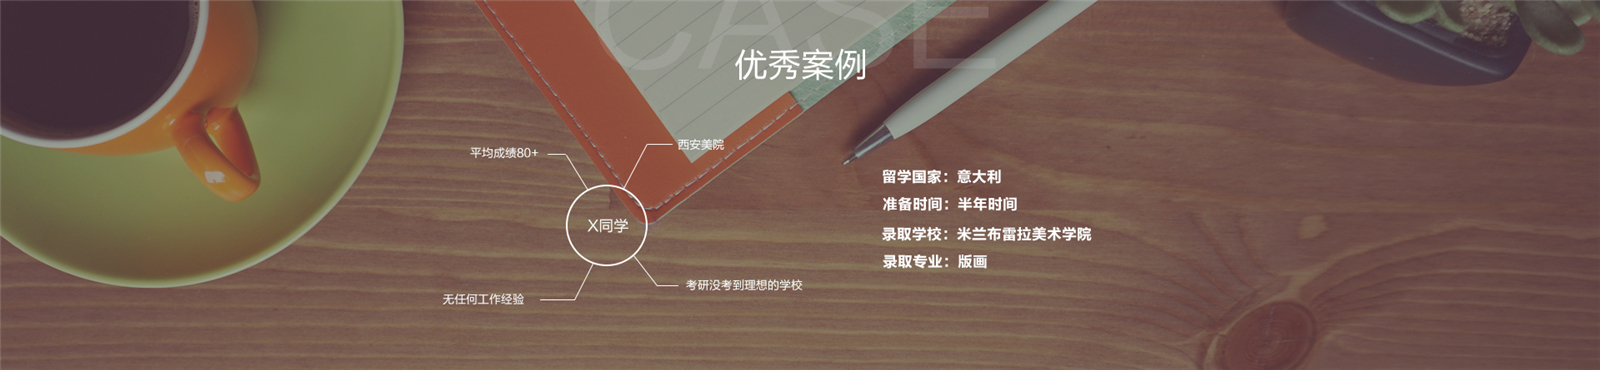 CASE
优秀案例
平均成绩80+
西安美院
X同学
无任何工作经验
考研没考到理想的学校
留学国家：意大利
准备时间：半年时间
录取学校：米兰布雷拉美术学院
录取专业：版画